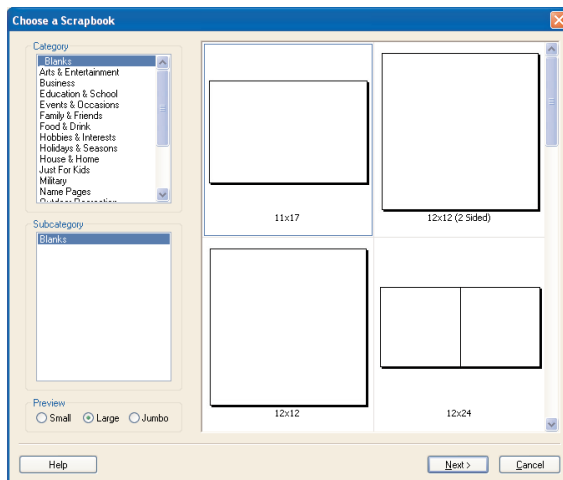 Choose a Scrapbook
Category
Blanks
Arts & Entertainment
Business
Education & School
Events & Occasions
Family & Friends
Food & Drink
Hobbies & Interests
Holidays & Seasons
House & Home
Just For Kids
Military
Name Pages
Outdoor Recreation
Subcategory
Blanks
Preview
Small Large Jumbo
11x17
12x12 (2 Sided)
12x12
12x24
Help
Next >
Cancel